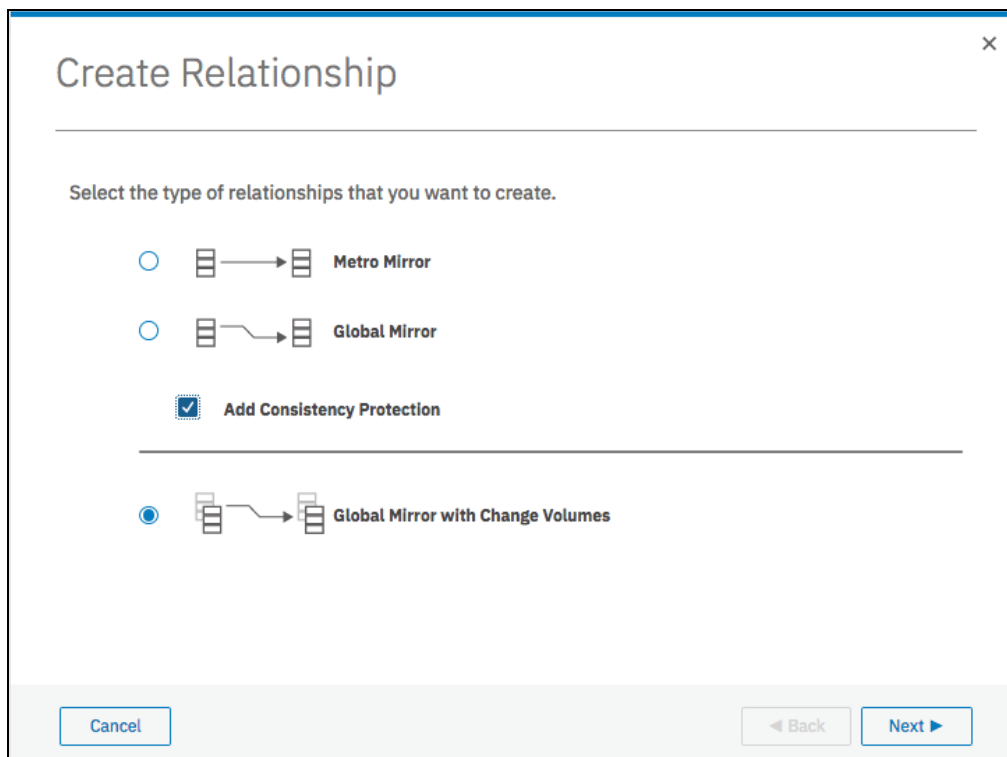 ×
Create Relationship
Select the type of relationships that you want to create.
Metro Mirror
Global Mirror
Add Consistency Protection
Global Mirror with Change Volumes
Cancel
◀ Back
Next ▶